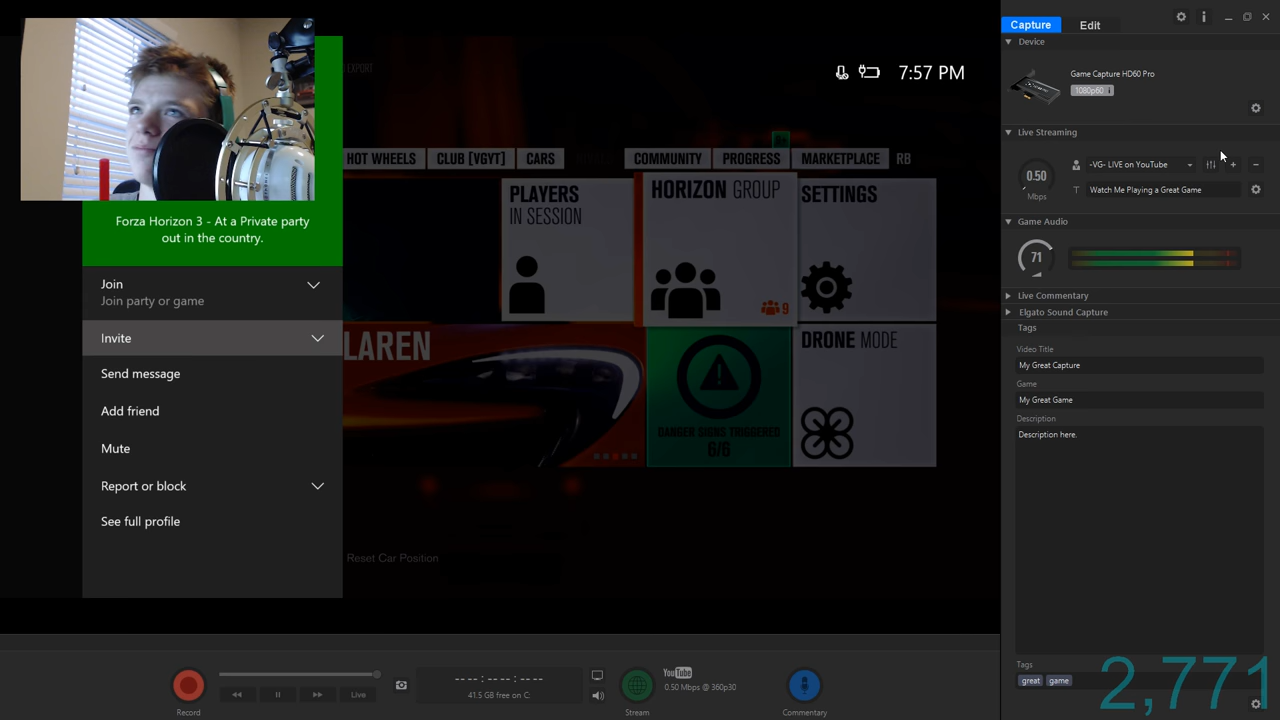 Capture
Edit
Device
EXPORT
7:57 PM
Game Capture HD60 Pro
1080p60
Live Streaming
HOT WHEELS
CLUB [VGYT]
CARS
COMMUNITY
PROGRESS
MARKETPLACE
RB
0.50
Mbps
-VG- LIVE on YouTube
T
Watch Me Playing a Great Game
PLAYERS
IN SESSION
HORIZON GROUP
9
SETTINGS
Forza Horizon 3 - At a Private party
out in the country.
Game Audio
71
Join
Join party or game
Invite
Send message
Add friend
Mute
Report or block
See full profile
LAREN
DANGER SIGNS TRIGGERED
6/6
DRONE MODE
Reset Car Position
Live Commentary
Elgato Sound Capture
Tags
Video Title
My Great Capture
Game
My Great Game
Description
Description here.
Tags
great
game
2,771
Record
Live
-- : -- : --
41.5 GB free on C:
Stream
YouTube
0.50 Mbps @ 360p30
Commentary